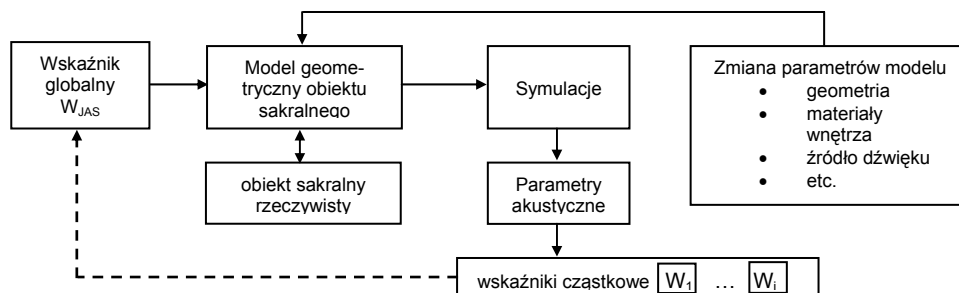 Wskaźnik
globalny
W_JAS
Model geome-
tryczny obiektu
sakralnego
Symulacje
Zmiana parametrów modelu
• geometria
• materiały
wnętrza
• źródło dźwięku
• etc.
obiekt sakralny
rzeczywisty
Parametry
akustyczne
wskaźniki cząstkowe W₁ … Wᵢ